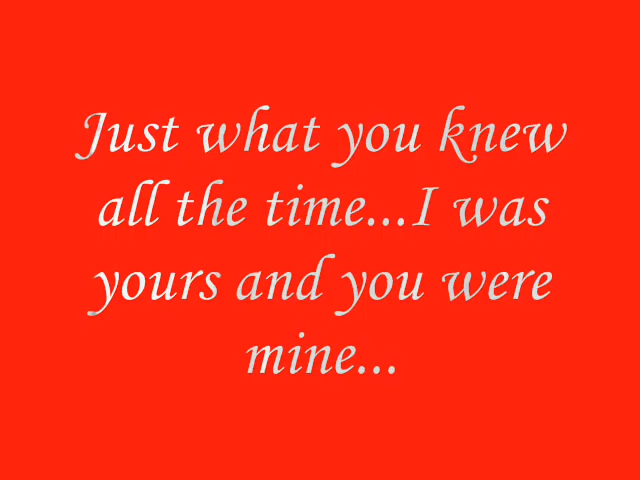 Just what you knew
all the time...I was
yours and you were
mine...